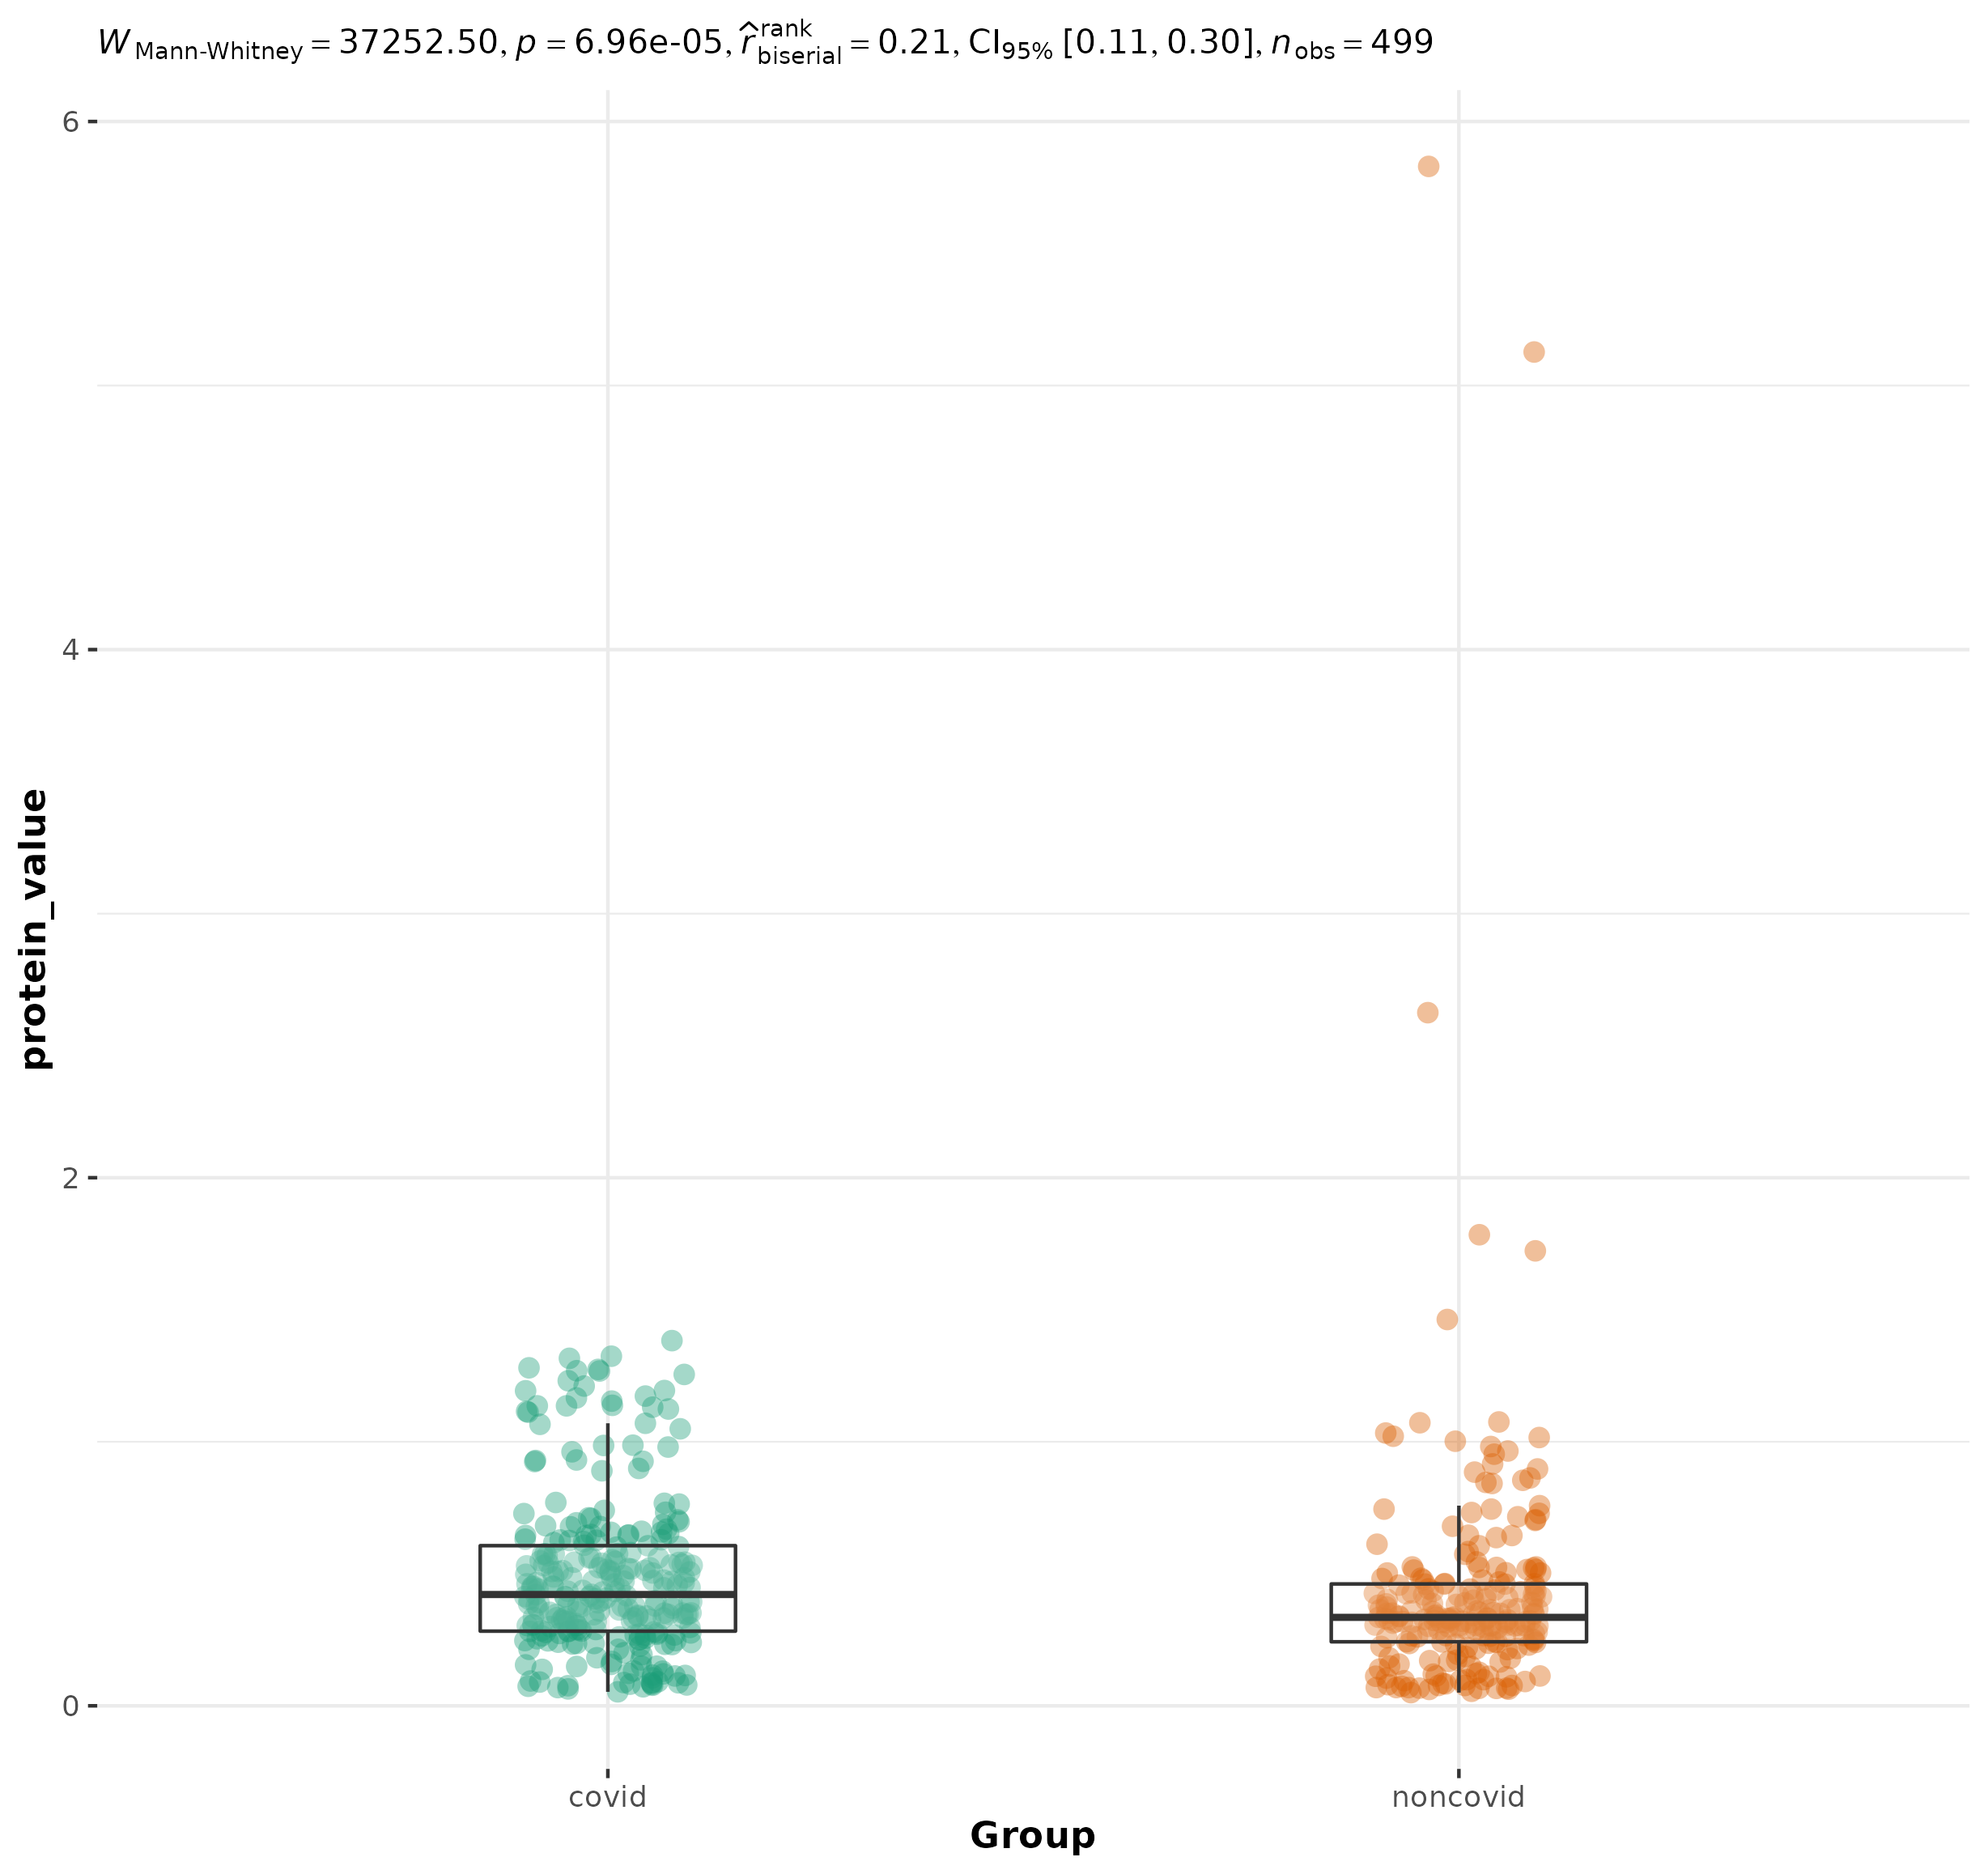 W Mann-Whitney = 37252.50, p = 6.96e-05, r̂ rank biserial = 0.21, CI95% [0.11, 0.30], n obs = 499
6
4
2
0
protein_value
covid noncovid
Group